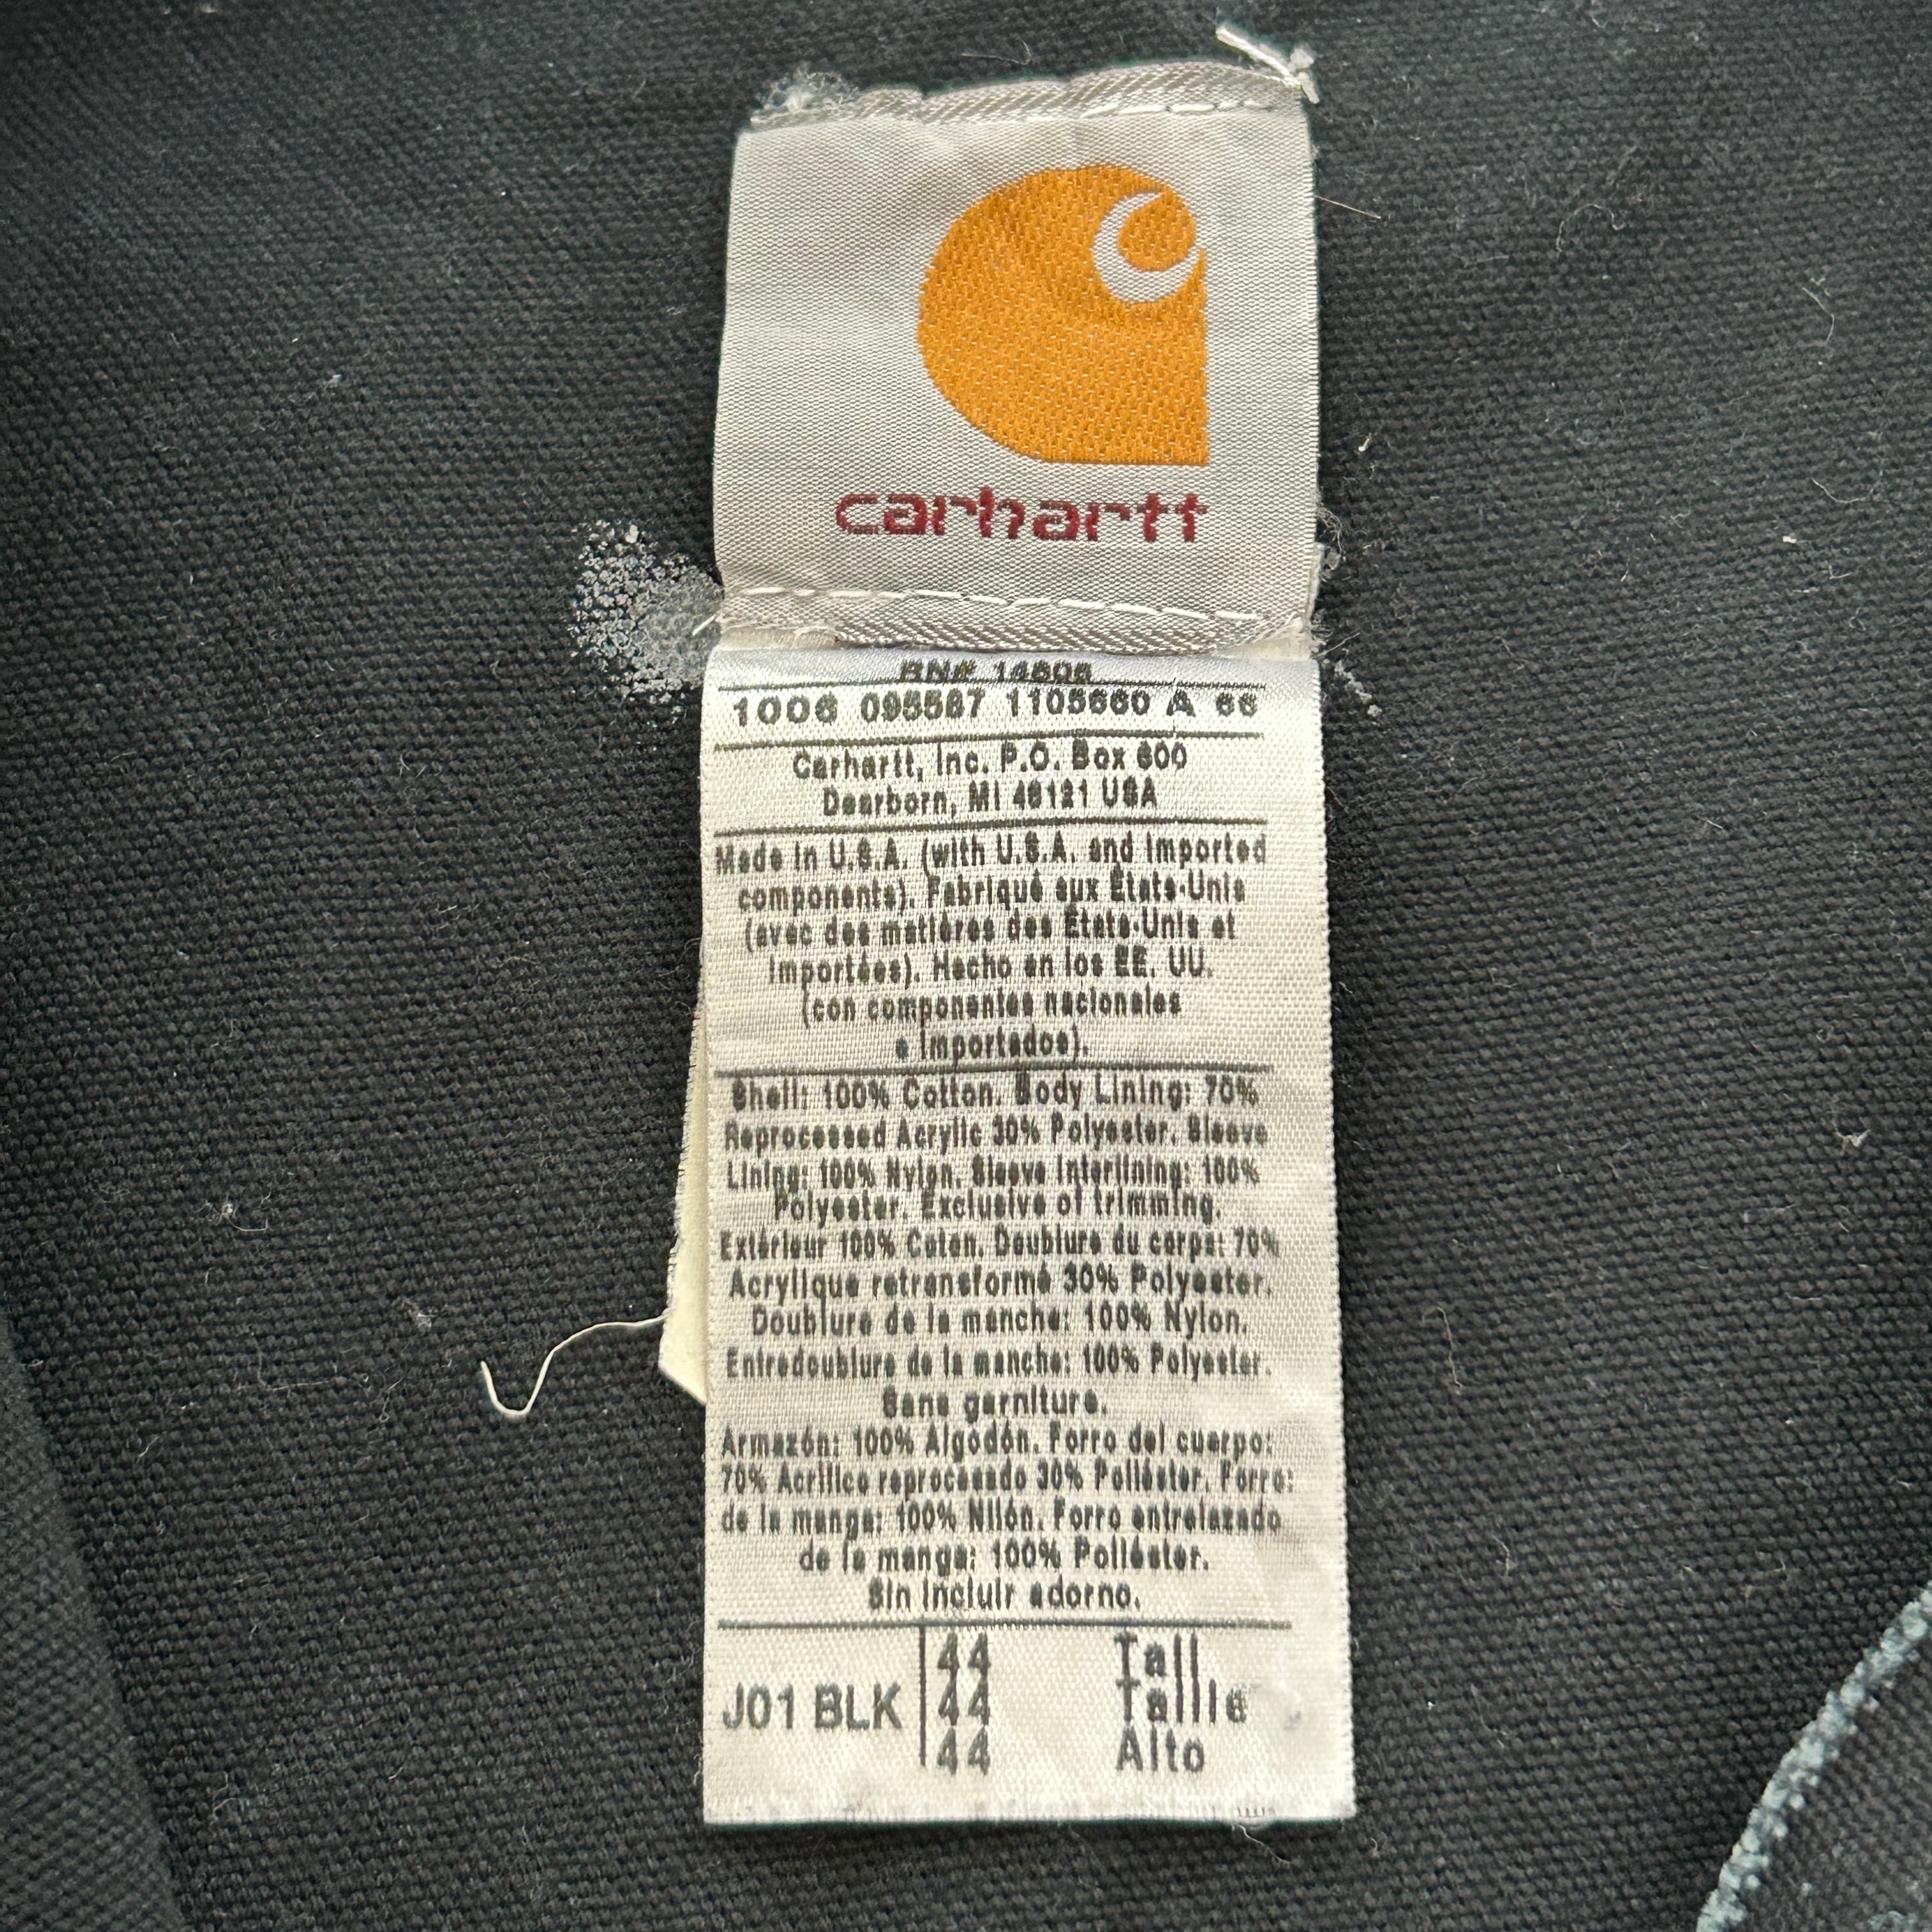 carhartt
RN# 14806
1006 095587 1105660 A 66
Carhartt, Inc. P.O. Box 600
Dearborn, MI 48121 USA
Made in U.S.A. (with U.S.A. and imported
components). Fabriqué aux États-Unis
(avec des matières des États-Unis et
importées). Hecho en los EE. UU.
(con componentes nacionales
e importados).
Shell: 100% Cotton. Body Lining: 70%
Reprocessed Acrylic 30% Polyester. Sleeve
Lining: 100% Nylon. Sleeve Interlining: 100%
Polyester. Exclusive of trimming.
Extérieur 100% Coton. Doublure du corps: 70%
Acrylique retransformé 30% Polyester.
Doublure de la manche: 100% Nylon.
Entredoublure de la manche: 100% Polyester.
Sans garniture.
Armazón: 100% Algodón. Forro del cuerpo:
70% Acrílico reprocesado 30% Poliéster. Forro:
de la manga: 100% Nilón. Forro entrelazado
de la manga: 100% Poliéster.
Sin incluir adorno.
J01 BLK
44 Tall
44 Taille
44 Alto